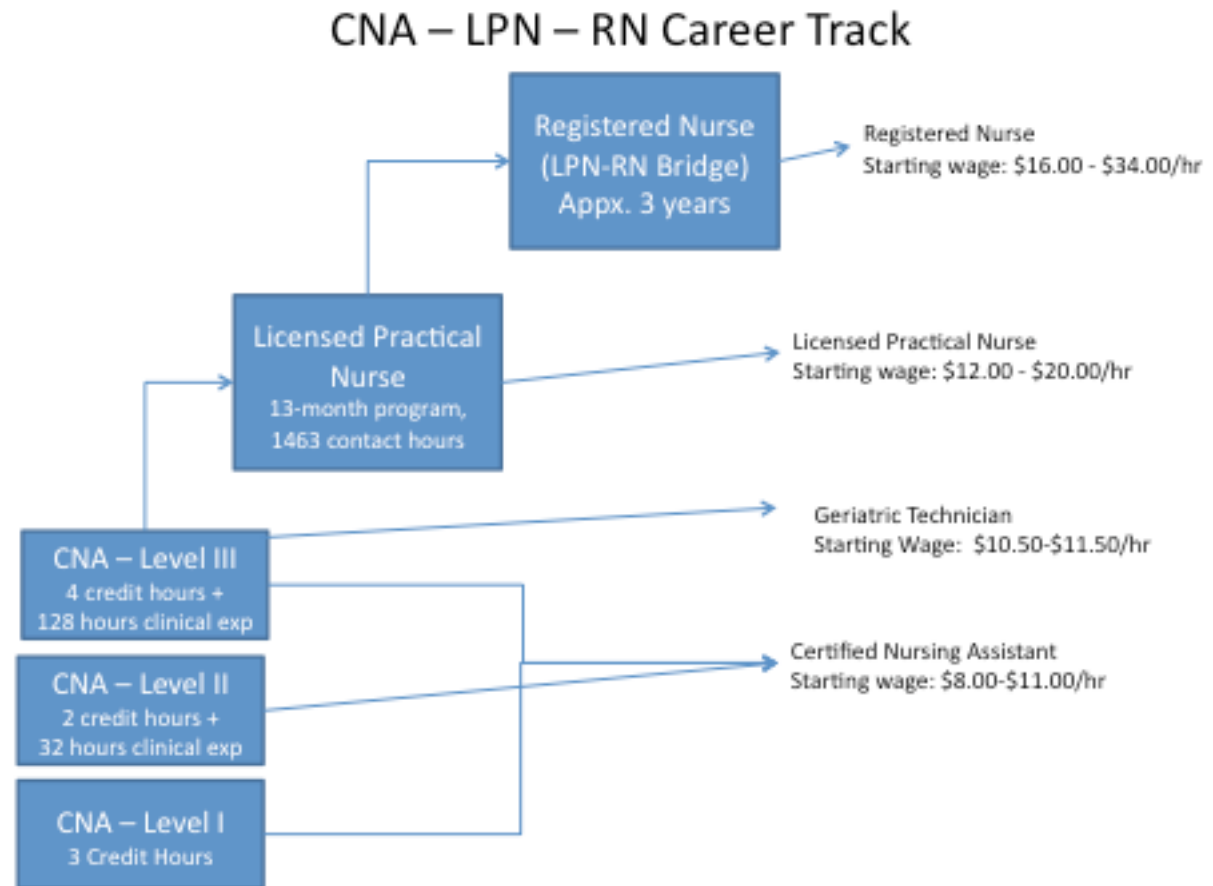 CNA – LPN – RN Career Track
Registered Nurse
(LPN-RN Bridge)
Appx. 3 years
Registered Nurse
Starting wage: $16.00 - $34.00/hr
Licensed Practical
Nurse
13-month program,
1463 contact hours
Licensed Practical Nurse
Starting wage: $12.00 - $20.00/hr
CNA – Level III
4 credit hours +
128 hours clinical exp
Geriatric Technician
Starting Wage:  $10.50-$11.50/hr
CNA – Level II
2 credit hours +
32 hours clinical exp
Certified Nursing Assistant
Starting wage: $8.00-$11.00/hr
CNA – Level I
3 Credit Hours